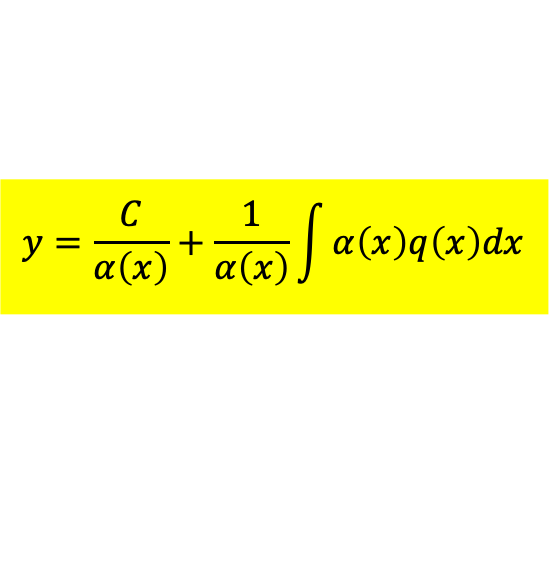 y = C/α(x) + 1/α(x) ∫ α(x)q(x)dx